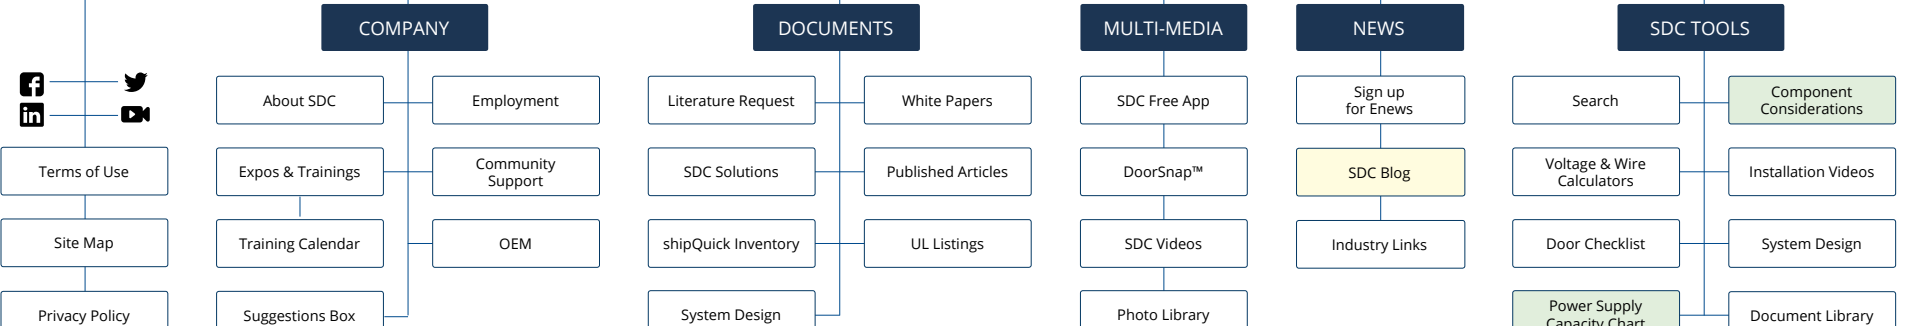 COMPANY
DOCUMENTS
MULTI-MEDIA
NEWS
SDC TOOLS
About SDC
Employment
Literature Request
White Papers
SDC Free App
Sign up
for Enews
Search
Component
Considerations
Terms of Use
Expos & Trainings
Community
Support
SDC Solutions
Published Articles
DoorSnap™
SDC Blog
Voltage & Wire
Calculators
Installation Videos
Site Map
Training Calendar
OEM
shipQuick Inventory
UL Listings
SDC Videos
Industry Links
Door Checklist
System Design
Privacy Policy
Suggestions Box
System Design
Photo Library
Power Supply
Capacity Chart
Document Library